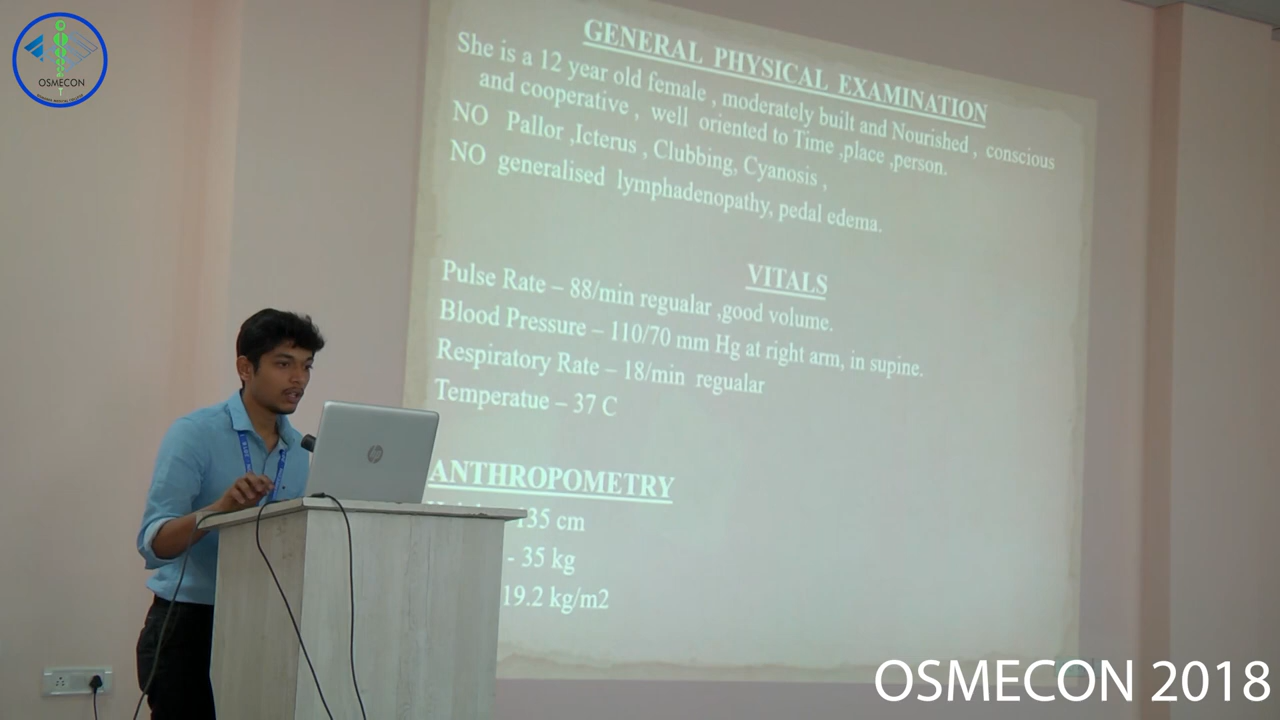 OSMECON
GENERAL PHYSICAL EXAMINATION
She is a 12 year old female , moderately built and Nourished , conscious
and cooperative , well oriented to Time ,place ,person.
NO Pallor ,Icterus , Clubbing, Cyanosis ,
NO generalised lymphadenopathy, pedal edema.
VITALS
Pulse Rate – 88/min regualar ,good volume.
Blood Pressure – 110/70 mm Hg at right arm, in supine.
Respiratory Rate – 18/min regualar
Temperatue – 37 C
ANTHROPOMETRY
135 cm
- 35 kg
19.2 kg/m2
hp
OSMECON 2018